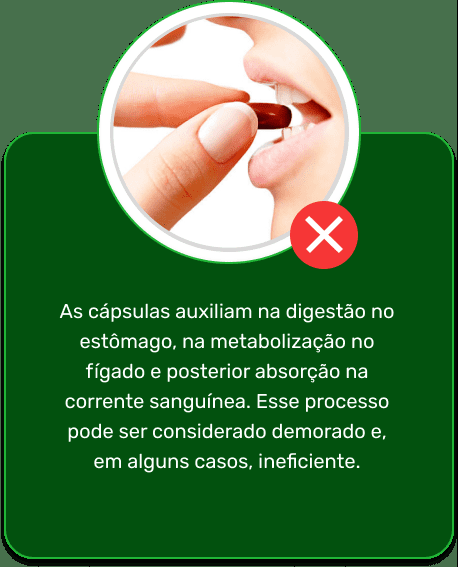 As cápsulas auxiliam na digestão no
estômago, na metabolização no
fígado e posterior absorção na
corrente sanguínea. Esse processo
pode ser considerado demorado e,
em alguns casos, ineficiente.